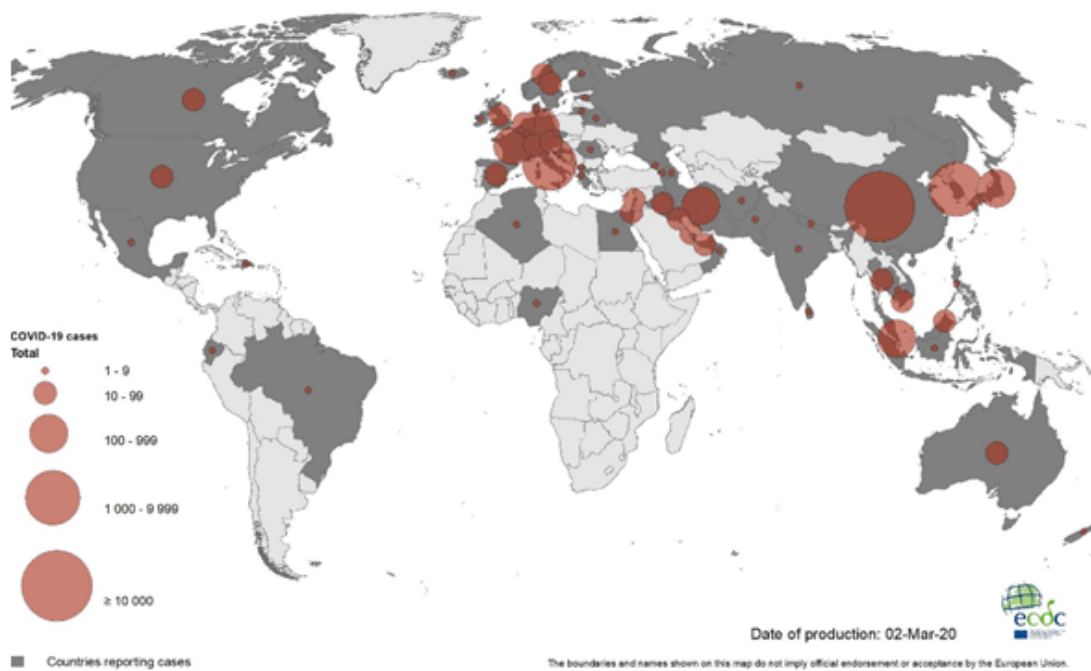 COVID-19 cases
Total
1 - 9
10 - 99
100 - 999
1 000 - 9 999
≥ 10 000
Countries reporting cases
ecdc
Date of production: 02-Mar-20
The boundaries and names shown on this map do not imply official endorsement or acceptance by the European Union.